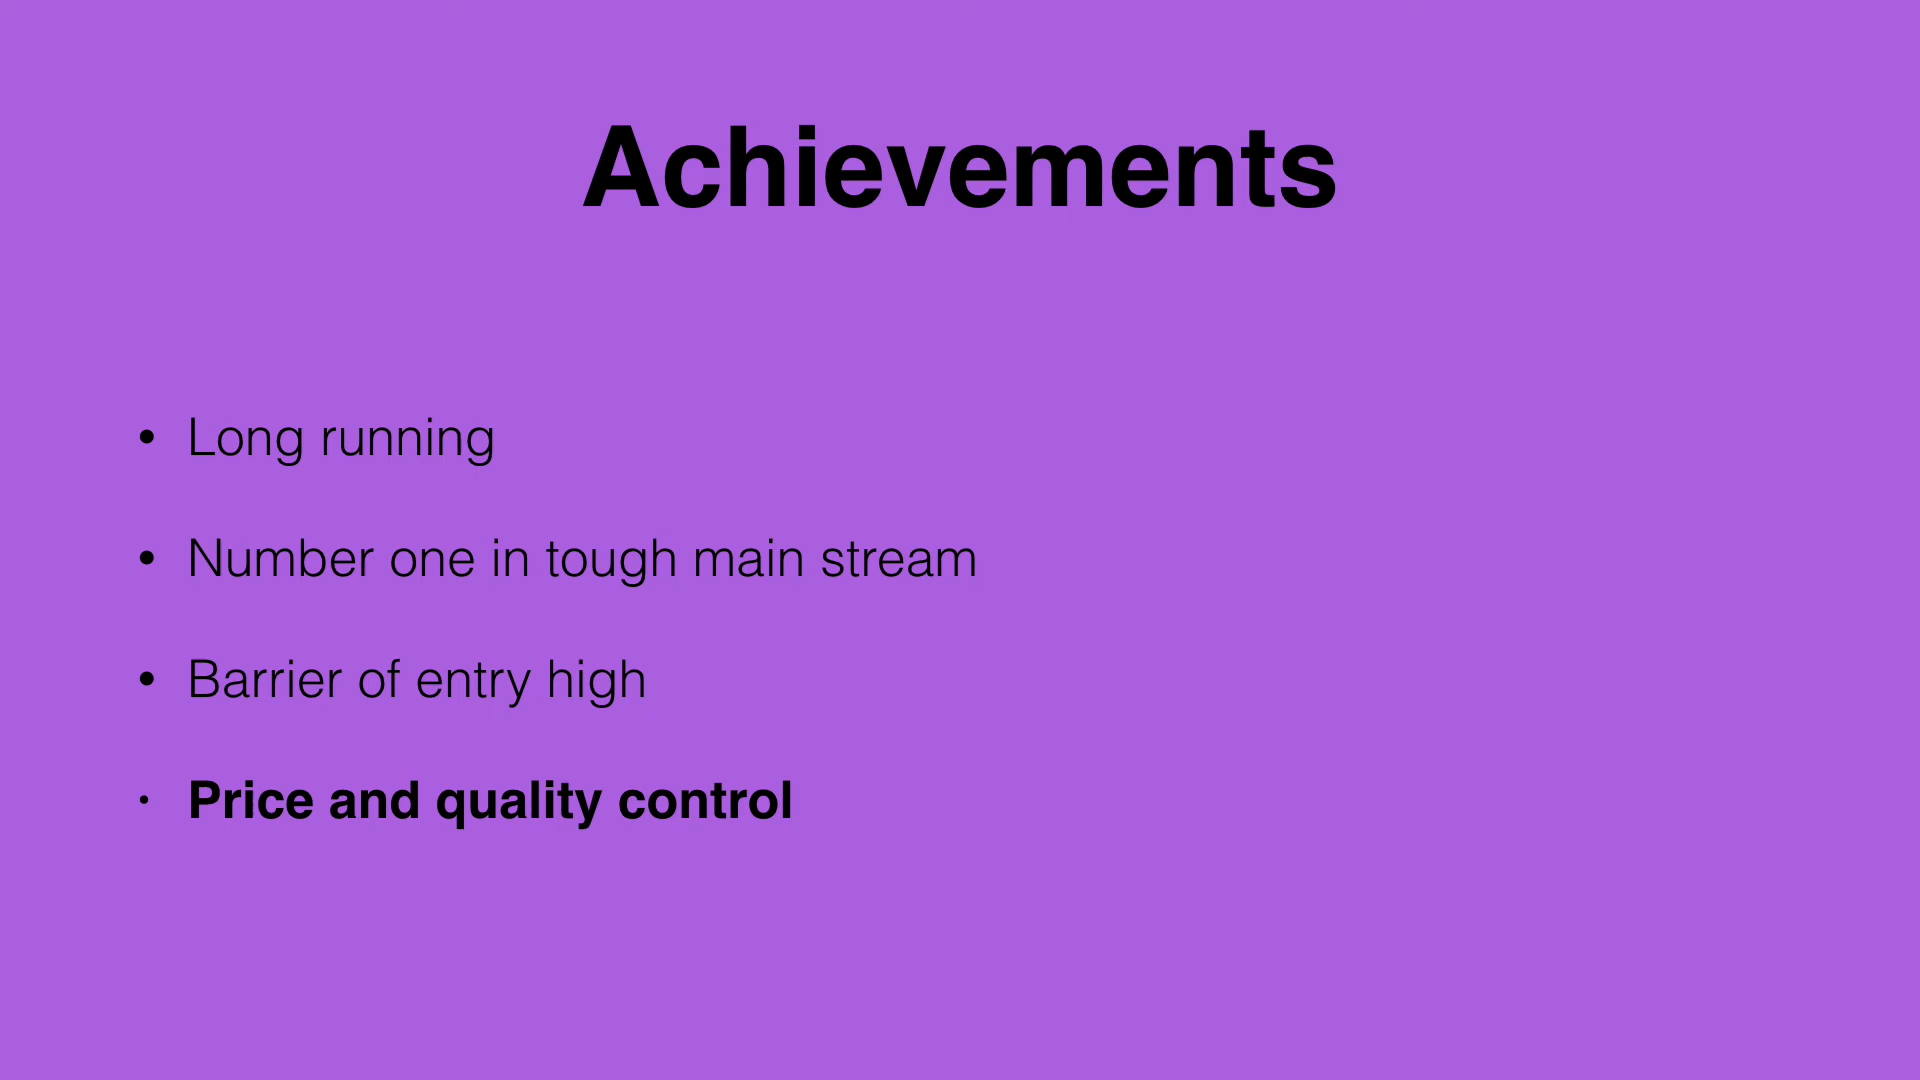 Achievements
• Long running
• Number one in tough main stream
• Barrier of entry high
• Price and quality control